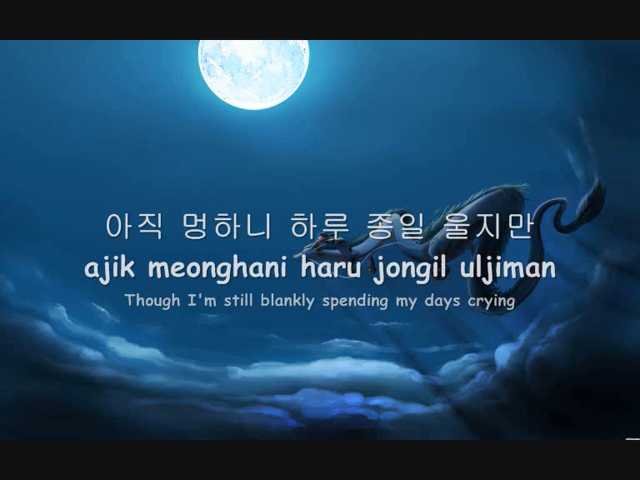 아직 멍하니 하루 종일 울지만
ajik meonghani haru jongil uljiman
Though I'm still blankly spending my days crying